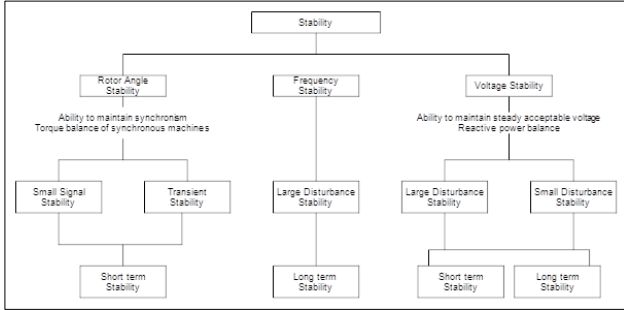 Stability
Rotor Angle
Stability
Frequency
Stability
Voltage Stability
Ability to maintain synchronism
Torque balance of synchronous machines
Ability to maintain steady acceptable voltage
Reactive power balance
Small Signal
Stability
Transient
Stability
Large Disturbance
Stability
Large Disturbance
Stability
Small Disturbance
Stability
Short term
Stability
Long term
Stability
Short term
Stability
Long term
Stability